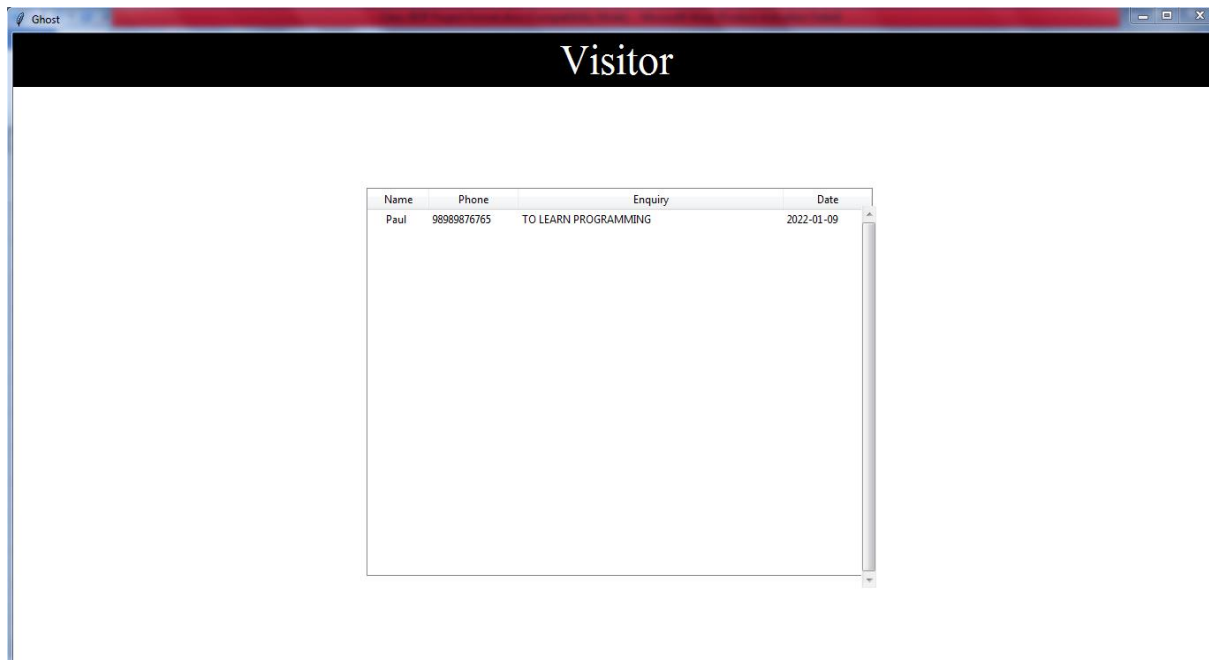 Ghost
Visitor
Name Phone Enquiry Date
Paul 98989876765 TO LEARN PROGRAMMING 2022-01-09